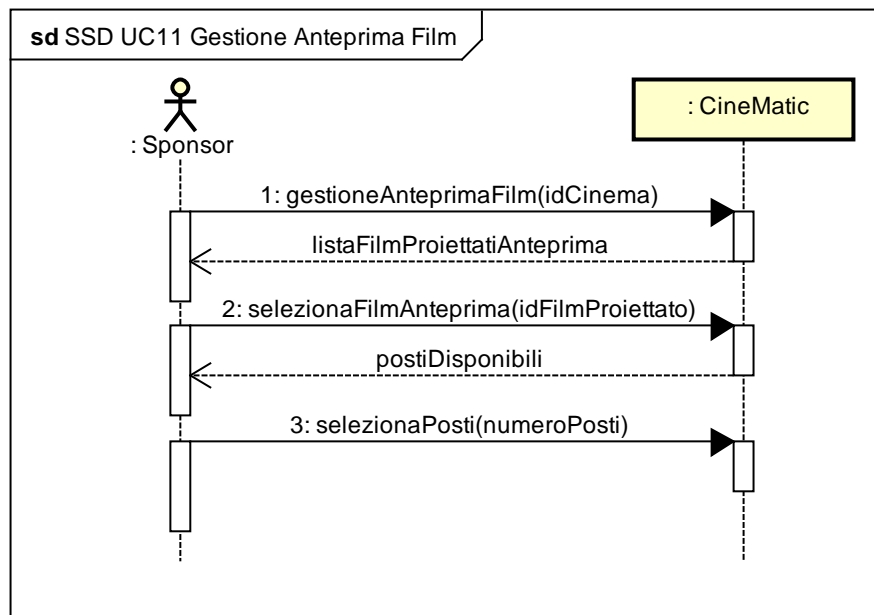 sd SSD UC11 Gestione Anteprima Film
: Sponsor
: CineMatic
1: gestioneAnteprimaFilm(idCinema)
listaFilmProiettatiAnteprima
2: selezionaFilmAnteprima(idFilmProiettato)
postiDisponibili
3: selezionaPosti(numeroPosti)